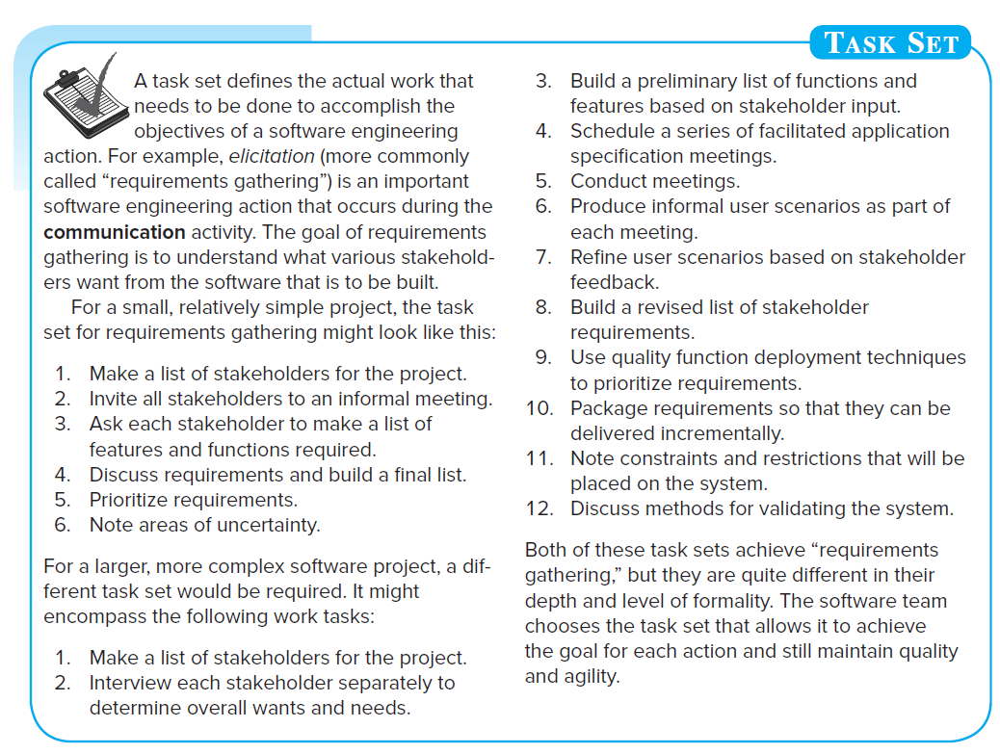 TASK SET
A task set defines the actual work that
needs to be done to accomplish the
objectives of a software engineering
action. For example, elicitation (more commonly
called “requirements gathering”) is an important
software engineering action that occurs during the
communication activity. The goal of requirements
gathering is to understand what various stakehold-
ers want from the software that is to be built.
For a small, relatively simple project, the task
set for requirements gathering might look like this:
1. Make a list of stakeholders for the project.
2. Invite all stakeholders to an informal meeting.
3. Ask each stakeholder to make a list of
features and functions required.
4. Discuss requirements and build a final list.
5. Prioritize requirements.
6. Note areas of uncertainty.
For a larger, more complex software project, a dif-
ferent task set would be required. It might
encompass the following work tasks:
1. Make a list of stakeholders for the project.
2. Interview each stakeholder separately to
determine overall wants and needs.
3. Build a preliminary list of functions and
features based on stakeholder input.
4. Schedule a series of facilitated application
specification meetings.
5. Conduct meetings.
6. Produce informal user scenarios as part of
each meeting.
7. Refine user scenarios based on stakeholder
feedback.
8. Build a revised list of stakeholder
requirements.
9. Use quality function deployment techniques
to prioritize requirements.
10. Package requirements so that they can be
delivered incrementally.
11. Note constraints and restrictions that will be
placed on the system.
12. Discuss methods for validating the system.
Both of these task sets achieve “requirements
gathering,” but they are quite different in their
depth and level of formality. The software team
chooses the task set that allows it to achieve
the goal for each action and still maintain quality
and agility.